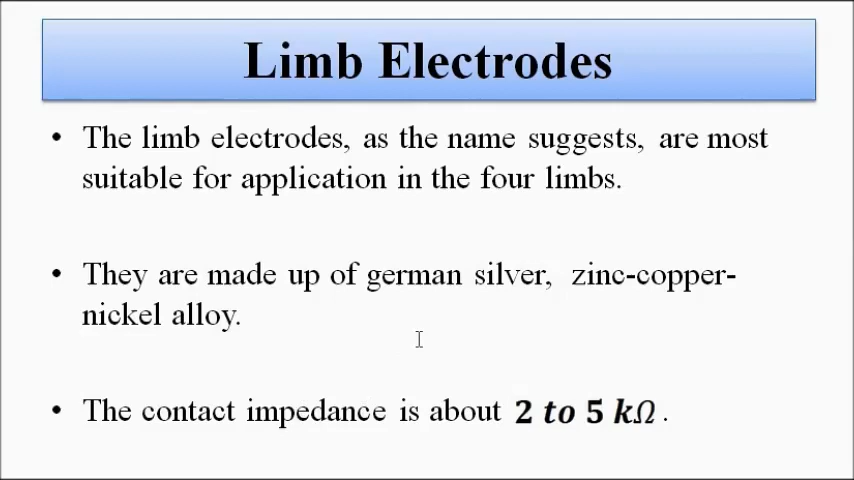 Limb Electrodes
• The limb electrodes, as the name suggests, are most
suitable for application in the four limbs.
• They are made up of german silver, zinc-copper-
nickel alloy.
• The contact impedance is about 2 to 5 kΩ .